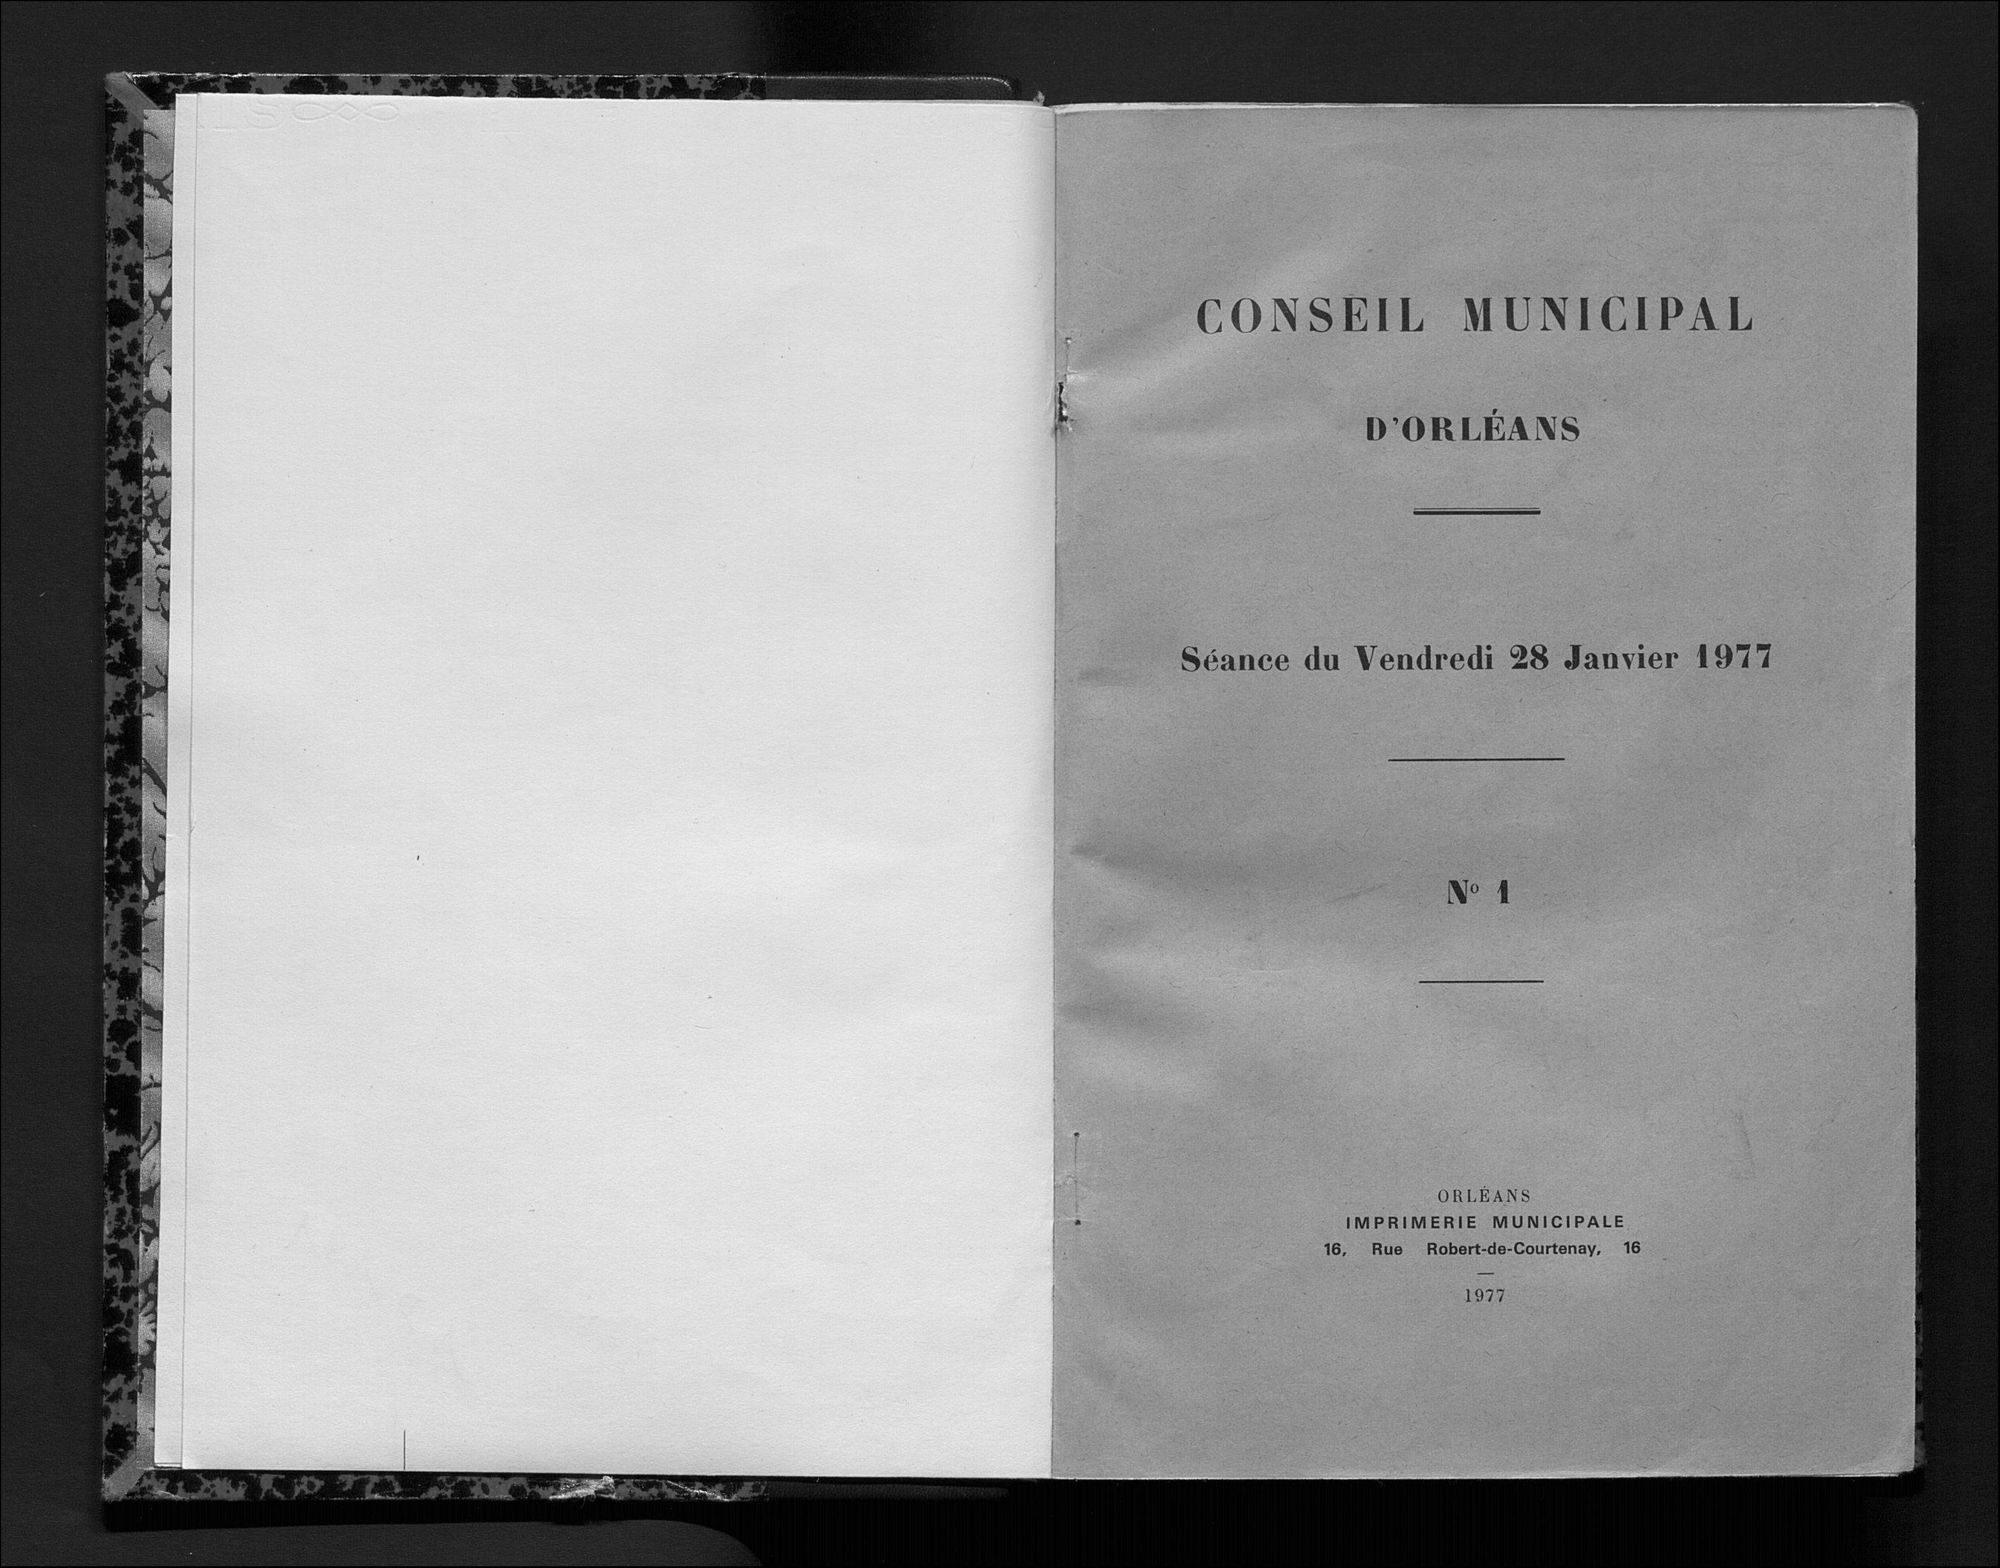 CONSEIL MUNICIPAL
D'ORLÉANS
Séance du Vendredi 28 Janvier 1977
Nº 1
ORLÉANS
IMPRIMERIE MUNICIPALE
16, Rue Robert-de-Courtenay, 16
1977